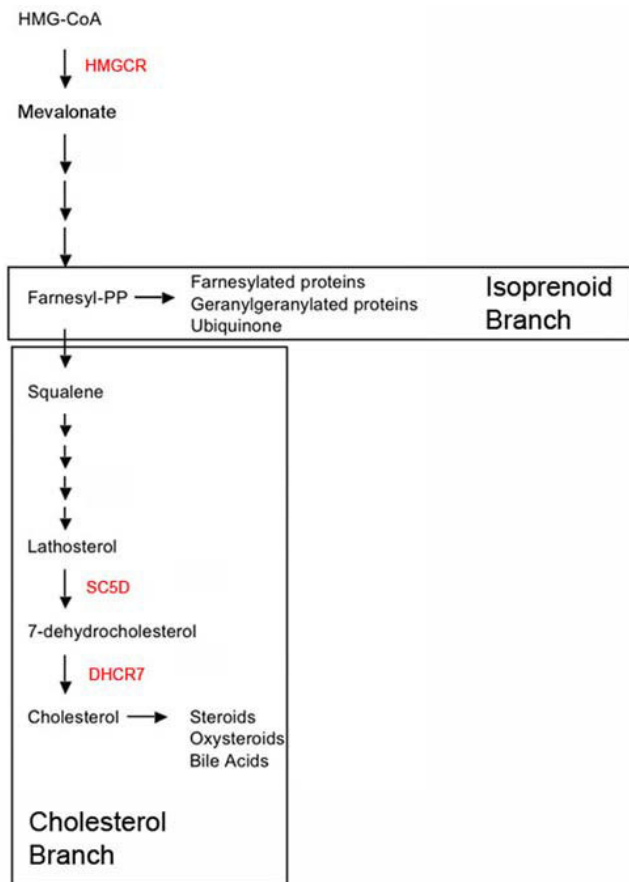 HMG-CoA
HMGCR
Mevalonate
Farnesyl-PP
Farnesylated proteins
Geranylgeranylated proteins
Ubiquinone
Isoprenoid
Branch
Squalene
Lathosterol
SC5D
7-dehydrocholesterol
DHCR7
Cholesterol
Steroids
Oxysteroids
Bile Acids
Cholesterol
Branch